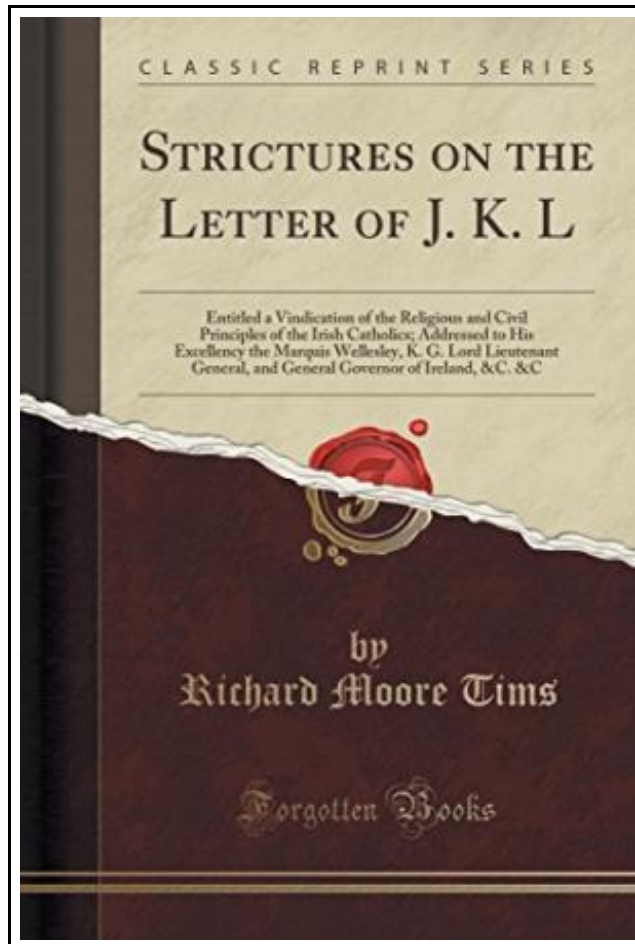 CLASSIC REPRINT SERIES
STRICTURES ON THE
LETTER OF J. K. L
Entitled a Vindication of the Religious and Civil
Principles of the Irish Catholics; Addressed to His
Excellency the Marquis Wellesley, K. G. Lord Lieutenant
General, and General Governor of Ireland, &C. &C
by
Richard Moore Tims
Forgotten Books